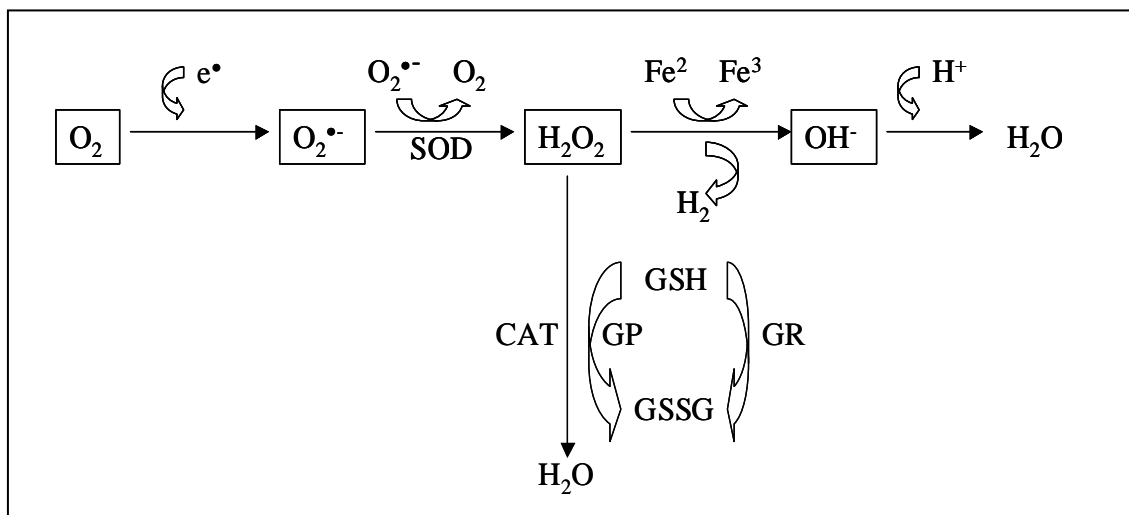 e• O₂•⁻ O₂ Fe² Fe³ H⁺
O₂ O₂•⁻ SOD H₂O₂ OH⁻ H₂O
H₂
GSH
CAT GP GR
GSSG
H₂O